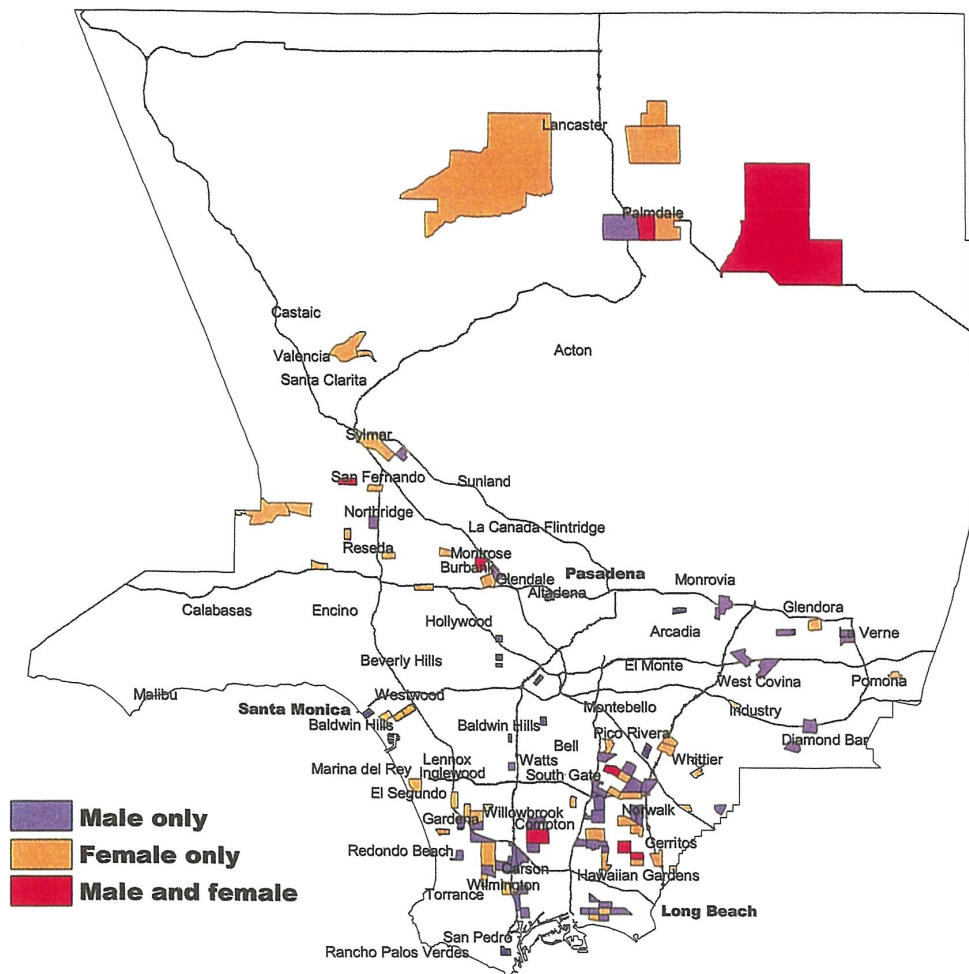 Lancaster
Palmdale
Castaic
Valencia
Acton
Santa Clarita
Sylmar
San Fernando
Sunland
Northridge
La Canada Flintridge
Reseda
Montrose
Burbank
Glendale
Pasadena
Altadena
Monrovia
Calabasas
Encino
Hollywood
Glendora
Arcadia
La Verne
Beverly Hills
El Monte
West Covina
Pomona
Malibu
Westwood
Santa Monica
Baldwin Hills
Baldwin Hills
Montebello
Industry
Pico Rivera
Diamond Bar
Bell
Whittier
Marina del Rey
Lennox
Inglewood
Watts
South Gate
El Segundo
Willowbrook
Norwalk
Male only
Gardena
Compton
Female only
Redondo Beach
Gerritos
Carson
Hawaiian Gardens
Male and female
Torrance
Wilmington
Long Beach
San Pedro
Rancho Palos Verdes